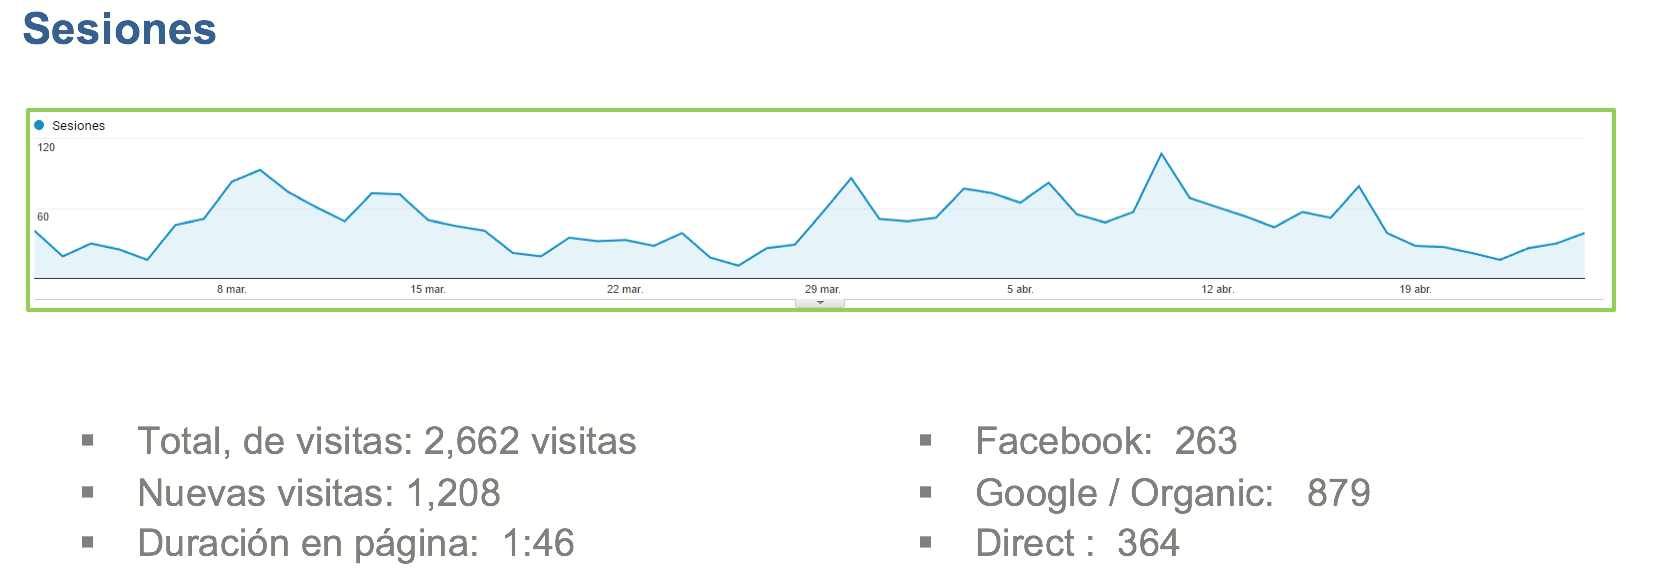 Sesiones
Sesiones
120
60
8 mar.
15 mar.
22 mar.
29 mar.
5 abr.
12 abr.
19 abr.
▪ Total, de visitas: 2,662 visitas
▪ Nuevas visitas: 1,208
▪ Duración en página:  1:46
▪ Facebook:  263
▪ Google / Organic:   879
▪ Direct :  364